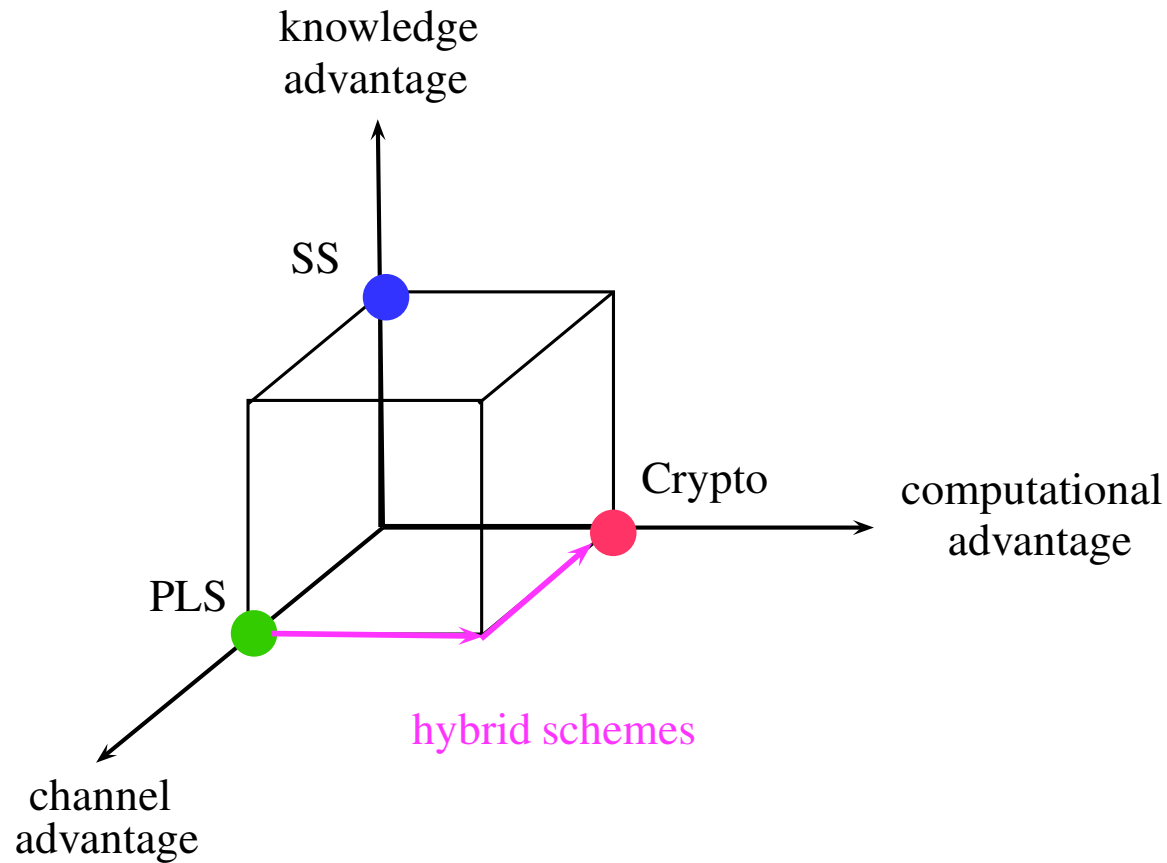 knowledge
advantage
SS
Crypto
computational
advantage
PLS
hybrid schemes
channel
advantage